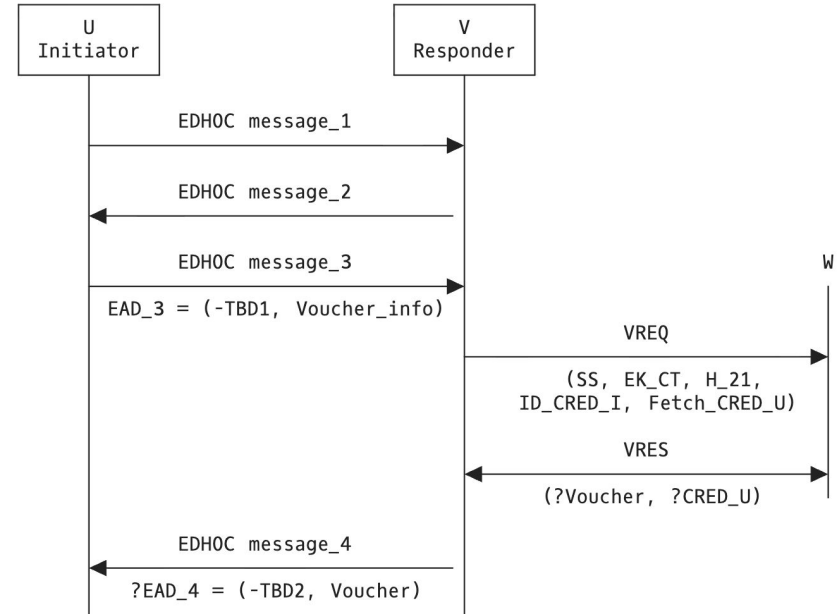 U
Initiator
V
Responder
EDHOC message_1
EDHOC message_2
EDHOC message_3
EAD_3 = (-TBD1, Voucher_info)
W
VREQ
(SS, EK_CT, H_21,
ID_CRED_I, Fetch_CRED_U)
VRES
(?Voucher, ?CRED_U)
EDHOC message_4
?EAD_4 = (-TBD2, Voucher)